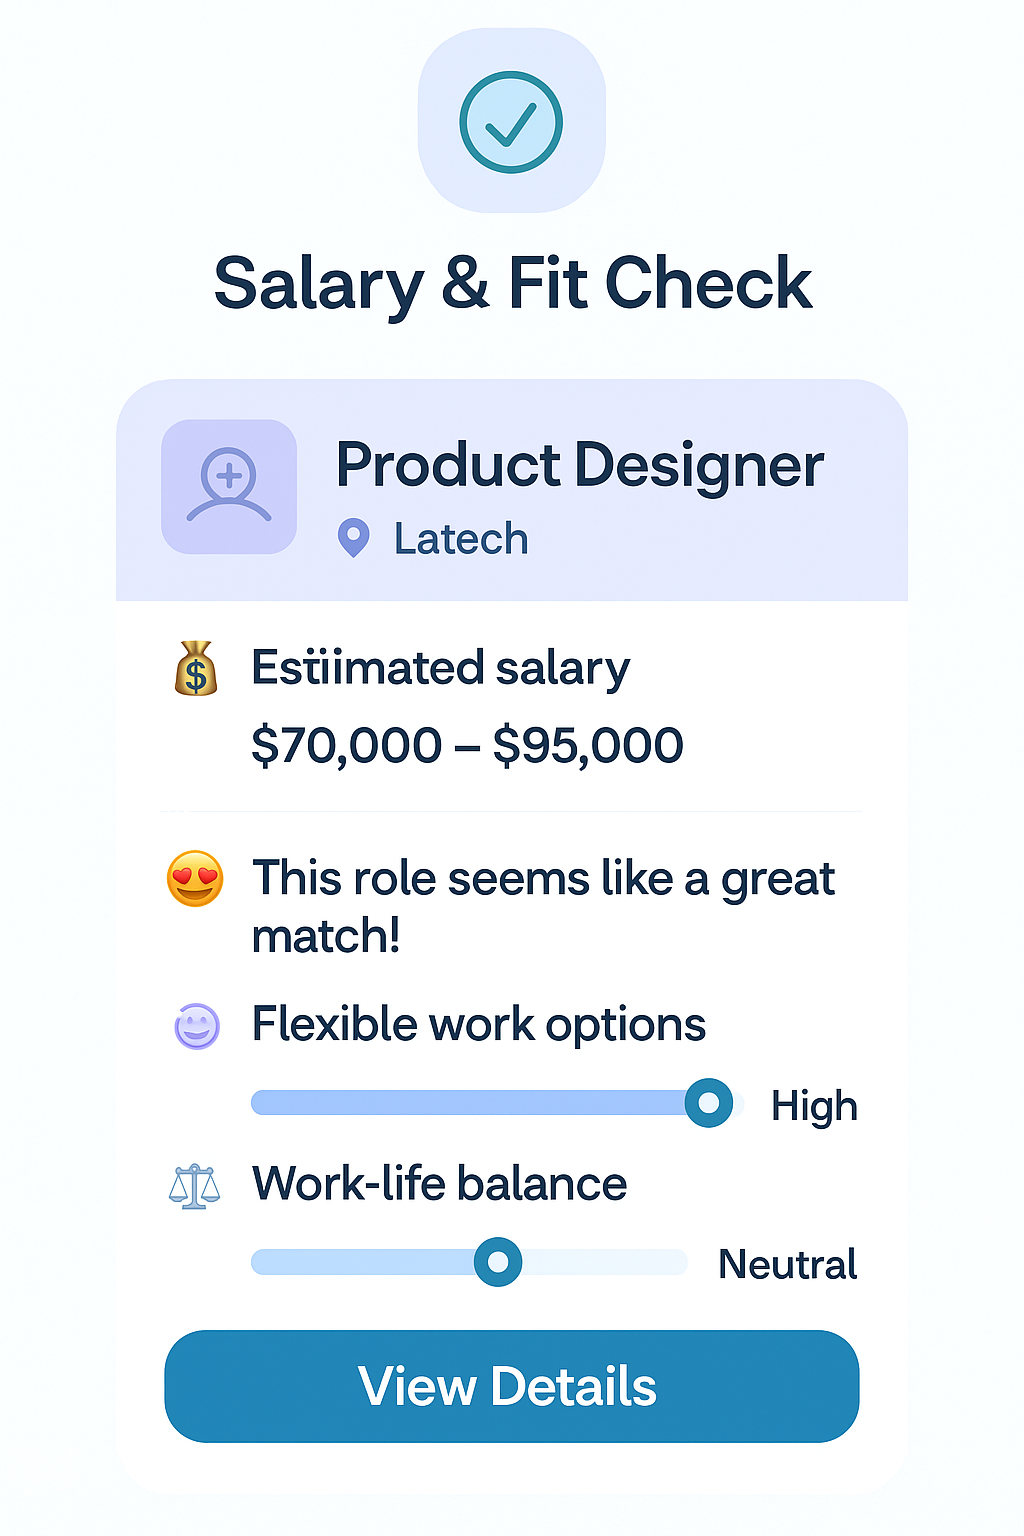 Salary & Fit Check
Product Designer
Latech
Estïimated salary
$70,000 – $95,000
This role seems like a great
match!
Flexible work options
High
Work-life balance
Neutral
View Details